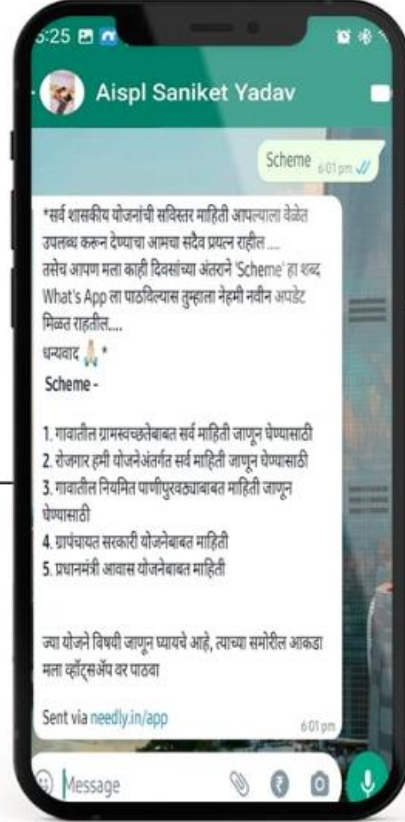 5:25
Aispl Saniket Yadav
Scheme 6:01 pm
*सर्व शासकीय योजनांची सविस्तर माहिती आपल्याला वेळेत
उपलब्ध करून देण्याचा आमचा सदैव प्रयत्न राहील ....
तसेच आपण मला काही दिवसांच्या अंतराने 'Scheme' हा शब्द
What's App ला पाठविल्यास तुम्हाला नेहमी नवीन अपडेट
मिळत राहतील....
धन्यवाद 🙏🏻 *
Scheme -
1. गावातील ग्रामस्वच्छतेबाबत सर्व माहिती जाणून घेण्यासाठी
2. रोजगार हमी योजनेअंतर्गत सर्व माहिती जाणून घेण्यासाठी
3. गावातील नियमित पाणीपुरवठ्याबाबत माहिती जाणून
घेण्यासाठी
4. ग्रापंचायत सरकारी योजनेबाबत माहिती
5. प्रधानमंत्री आवास योजनेबाबत माहिती
ज्या योजने विषयी जाणून घ्यायचे आहे, त्याच्या समोरील आकडा
मला व्हॉट्सॲप वर पाठवा
Sent via needly.in/app
6:01 pm
Message